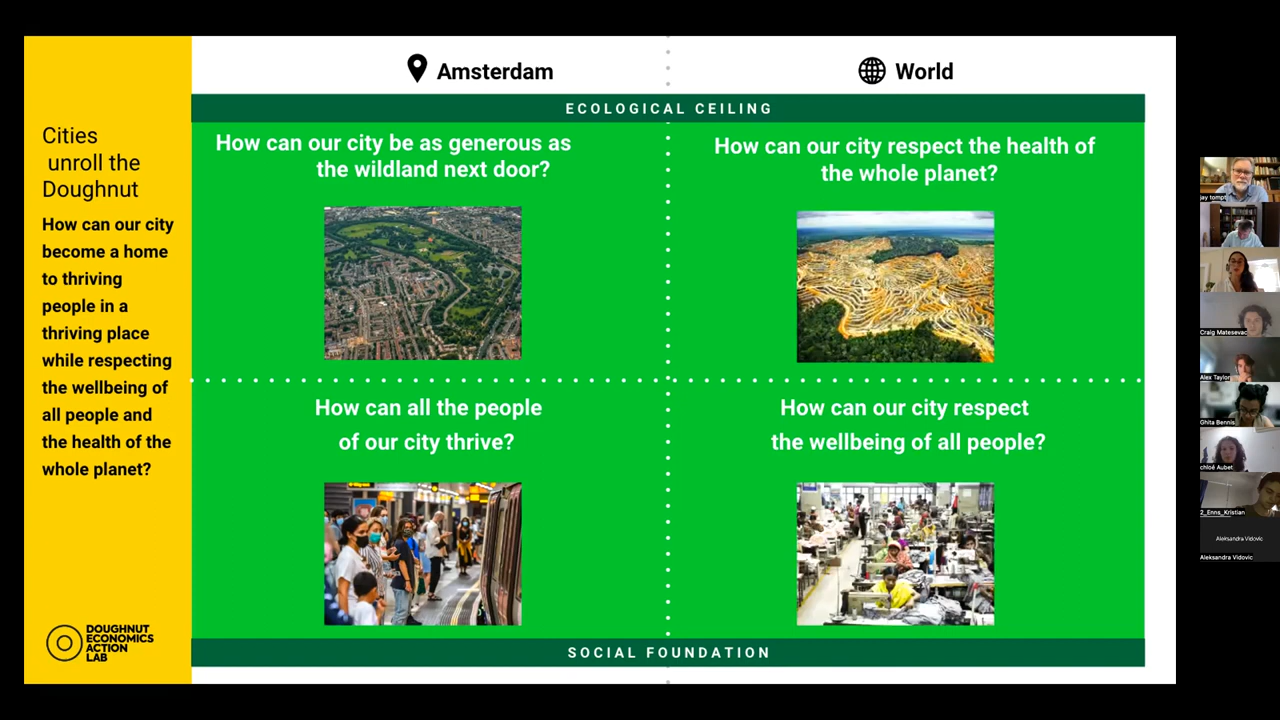 Amsterdam
World
ECOLOGICAL CEILING
Cities
unroll the
Doughnut
How can our city
become a home
to thriving
people in a
thriving place
while respecting
the wellbeing of
all people and
the health of the
whole planet?
How can our city be as generous as
the wildland next door?
How can our city respect the health of
the whole planet?
How can all the people
of our city thrive?
How can our city respect
the wellbeing of all people?
SOCIAL FOUNDATION
DOUGHNUT
ECONOMICS
ACTION
LAB
jay tompt
Craig Matesevac
Alex Taylor
Ghita Bennis
chloé Aubet
2_Enns_Kristian
Aleksandra Vidovic
Aleksandra Vidovic